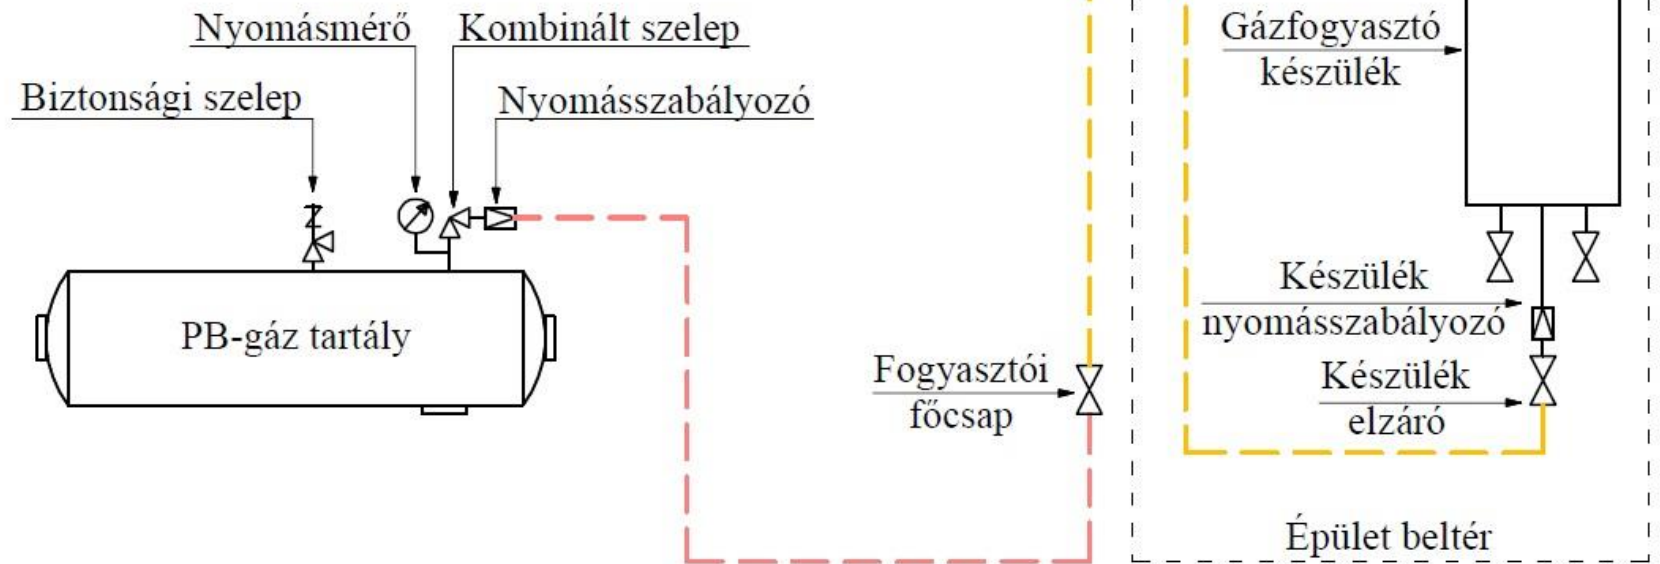 Nyomásmérő
Kombinált szelep
Biztonsági szelep
Nyomásszabályozó
PB-gáz tartály
Fogyasztói
főcsap
Gázfogyasztó
készülék
Készülék
nyomásszabályozó
Készülék
elzáró
Épület beltér